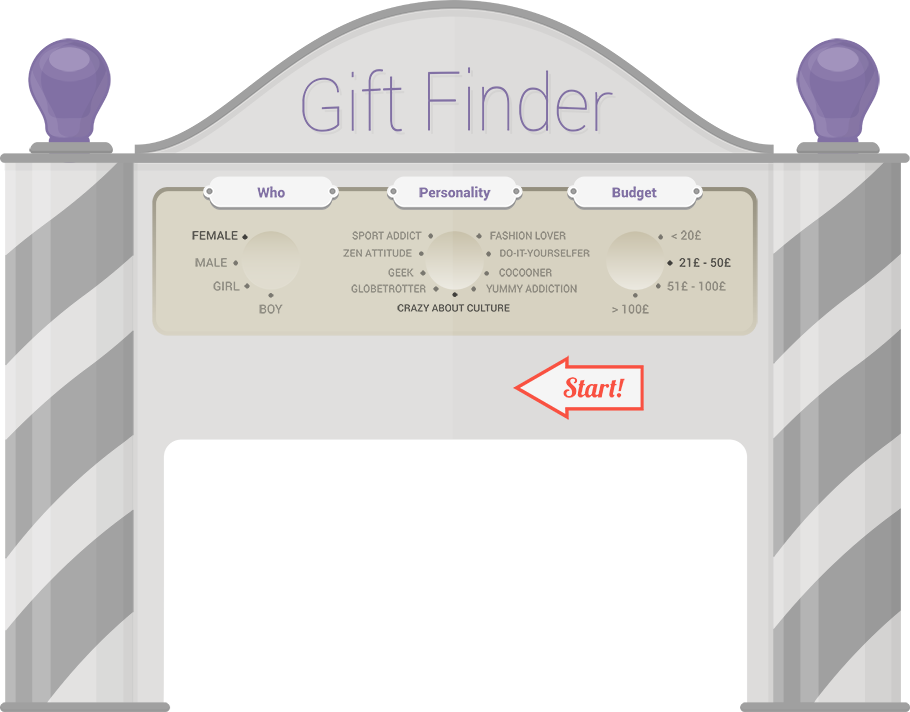 Gift Finder
Who
Personality
Budget
FEMALE
MALE
GIRL
BOY
SPORT ADDICT
ZEN ATTITUDE
GEEK
GLOBETROTTER
CRAZY ABOUT CULTURE
FASHION LOVER
DO-IT-YOURSELFER
COCOONER
YUMMY ADDICTION
< 20£
21£ - 50£
51£ - 100£
> 100£
Start!